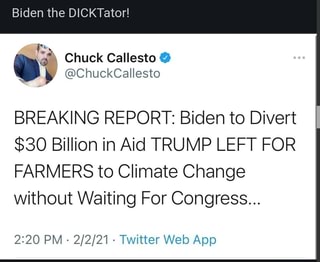 Biden the DICKTator!
Chuck Callesto
@ChuckCallesto
BREAKING REPORT: Biden to Divert
$30 Billion in Aid TRUMP LEFT FOR
FARMERS to Climate Change
without Waiting For Congress...
2:20 PM · 2/2/21 · Twitter Web App